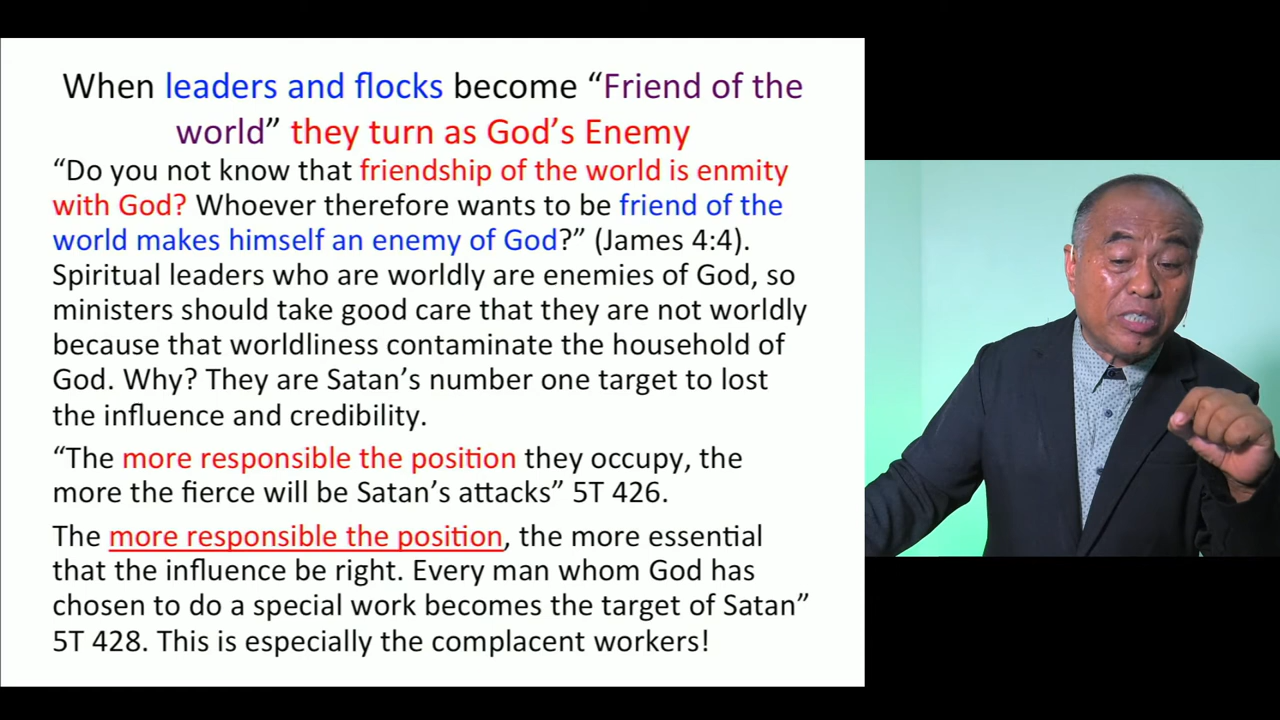 When leaders and flocks become “Friend of the
world” they turn as God’s Enemy
“Do you not know that friendship of the world is enmity
with God? Whoever therefore wants to be friend of the
world makes himself an enemy of God?” (James 4:4).
Spiritual leaders who are worldly are enemies of God, so
ministers should take good care that they are not worldly
because that worldliness contaminate the household of
God. Why? They are Satan’s number one target to lost
the influence and credibility.
“The more responsible the position they occupy, the
more the fierce will be Satan’s attacks” 5T 426.
The more responsible the position, the more essential
that the influence be right. Every man whom God has
chosen to do a special work becomes the target of Satan”
5T 428. This is especially the complacent workers!